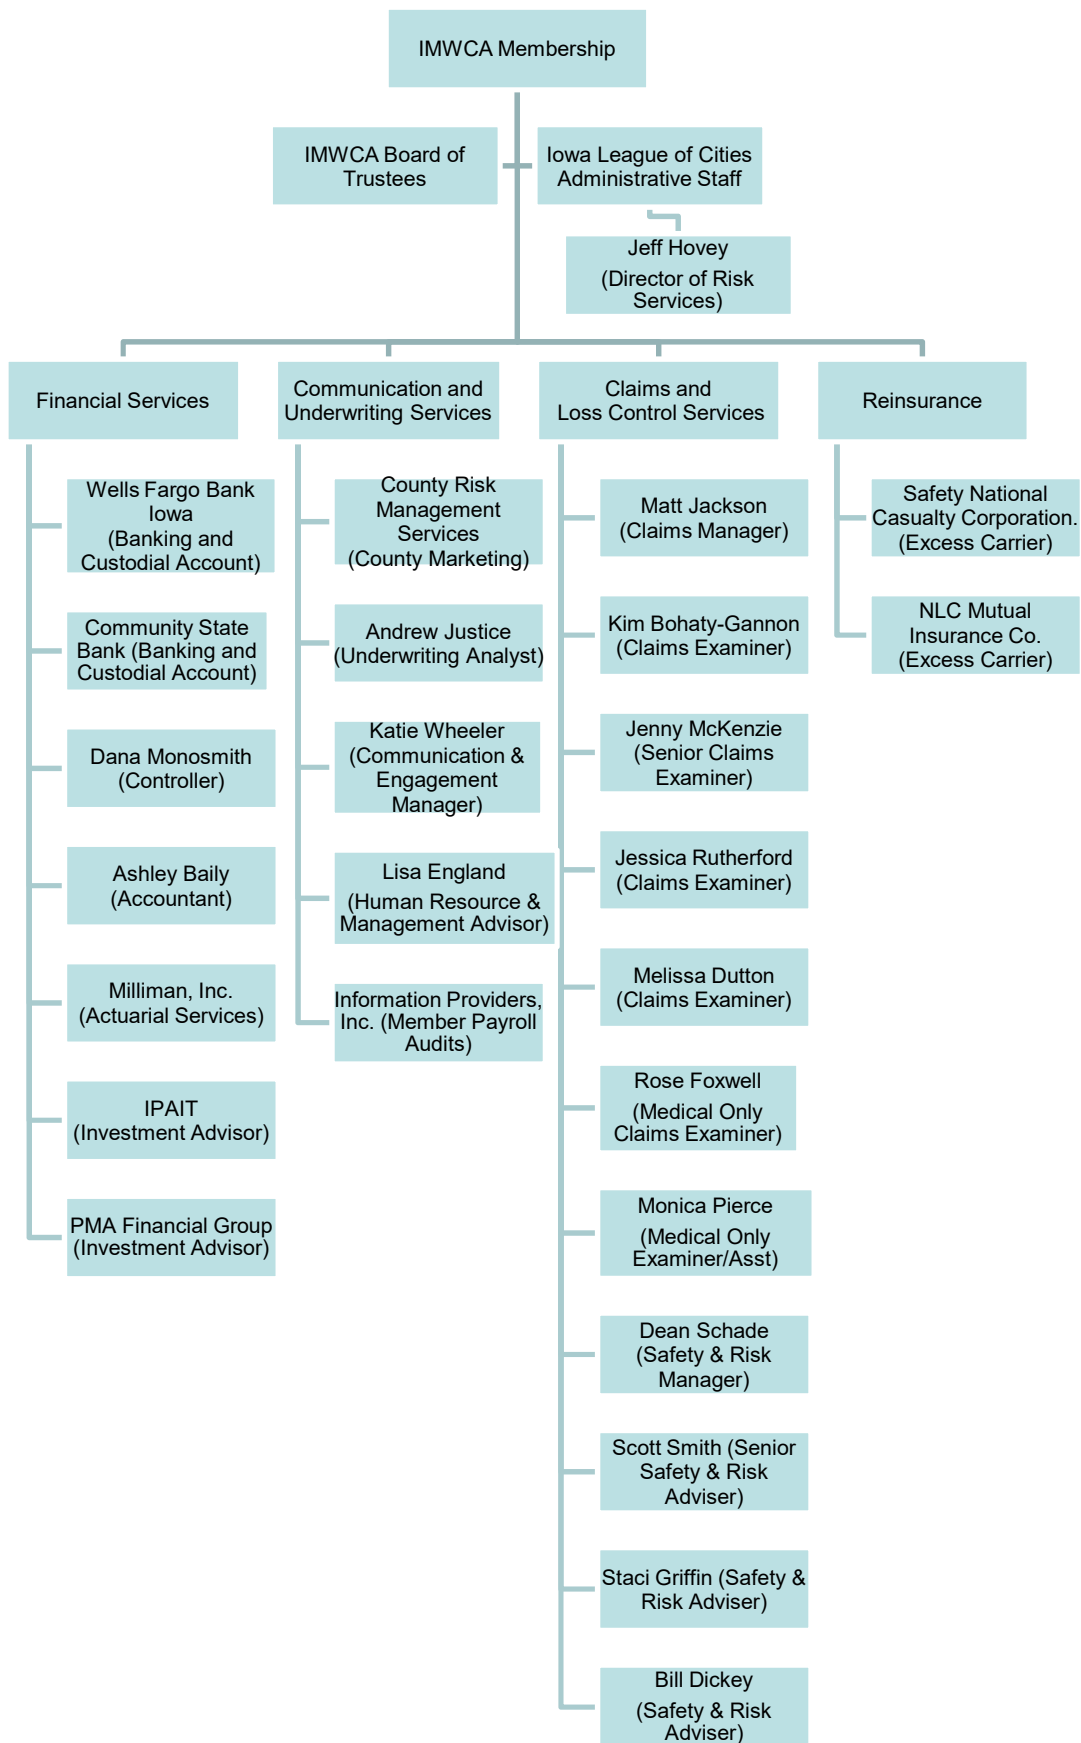 IMWCA Membership
IMWCA Board of
Trustees
Iowa League of Cities
Administrative Staff
Jeff Hovey
(Director of Risk
Services)
Financial Services
Wells Fargo Bank
Iowa
(Banking and
Custodial Account)
Community State
Bank (Banking and
Custodial Account)
Dana Monosmith
(Controller)
Ashley Baily
(Accountant)
Milliman, Inc.
(Actuarial Services)
IPAIT
(Investment Advisor)
PMA Financial Group
(Investment Advisor)
Communication and
Underwriting Services
County Risk
Management
Services
(County Marketing)
Andrew Justice
(Underwriting Analyst)
Katie Wheeler
(Communication &
Engagement
Manager)
Lisa England
(Human Resource &
Management Advisor)
Information Providers,
Inc. (Member Payroll
Audits)
Claims and
Loss Control Services
Matt Jackson
(Claims Manager)
Kim Bohaty-Gannon
(Claims Examiner)
Jenny McKenzie
(Senior Claims
Examiner)
Jessica Rutherford
(Claims Examiner)
Melissa Dutton
(Claims Examiner)
Rose Foxwell
(Medical Only
Claims Examiner)
Monica Pierce
(Medical Only
Examiner/Asst)
Dean Schade
(Safety & Risk
Manager)
Scott Smith (Senior
Safety & Risk
Adviser)
Staci Griffin (Safety &
Risk Adviser)
Bill Dickey
(Safety & Risk
Adviser)
Reinsurance
Safety National
Casualty Corporation.
(Excess Carrier)
NLC Mutual
Insurance Co.
(Excess Carrier)